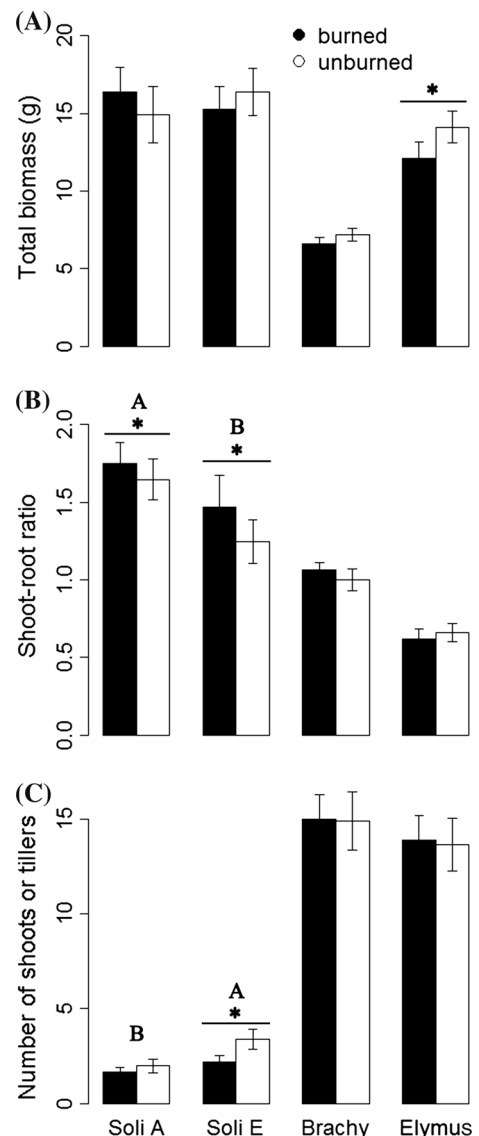 (A)
Total biomass (g)
20
15
10
5
0
burned
unburned
*
(B)
Shoot-root ratio
2.0
1.5
1.0
0.5
0.0
A
*
B
*
(C)
Number of shoots or tillers
15
10
5
0
B
A
*
Soli A Soli E Brachy Elymus